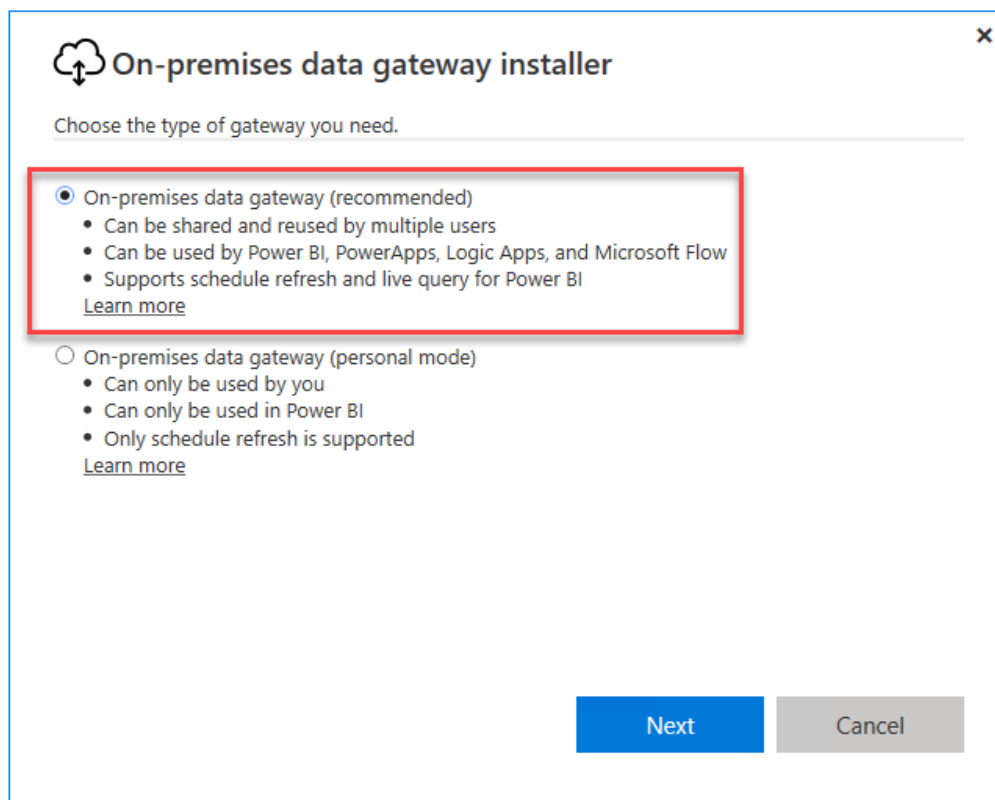 On-premises data gateway installer
Choose the type of gateway you need.
On-premises data gateway (recommended)
• Can be shared and reused by multiple users
• Can be used by Power BI, PowerApps, Logic Apps, and Microsoft Flow
• Supports schedule refresh and live query for Power BI
Learn more
On-premises data gateway (personal mode)
• Can only be used by you
• Can only be used in Power BI
• Only schedule refresh is supported
Learn more
Next
Cancel